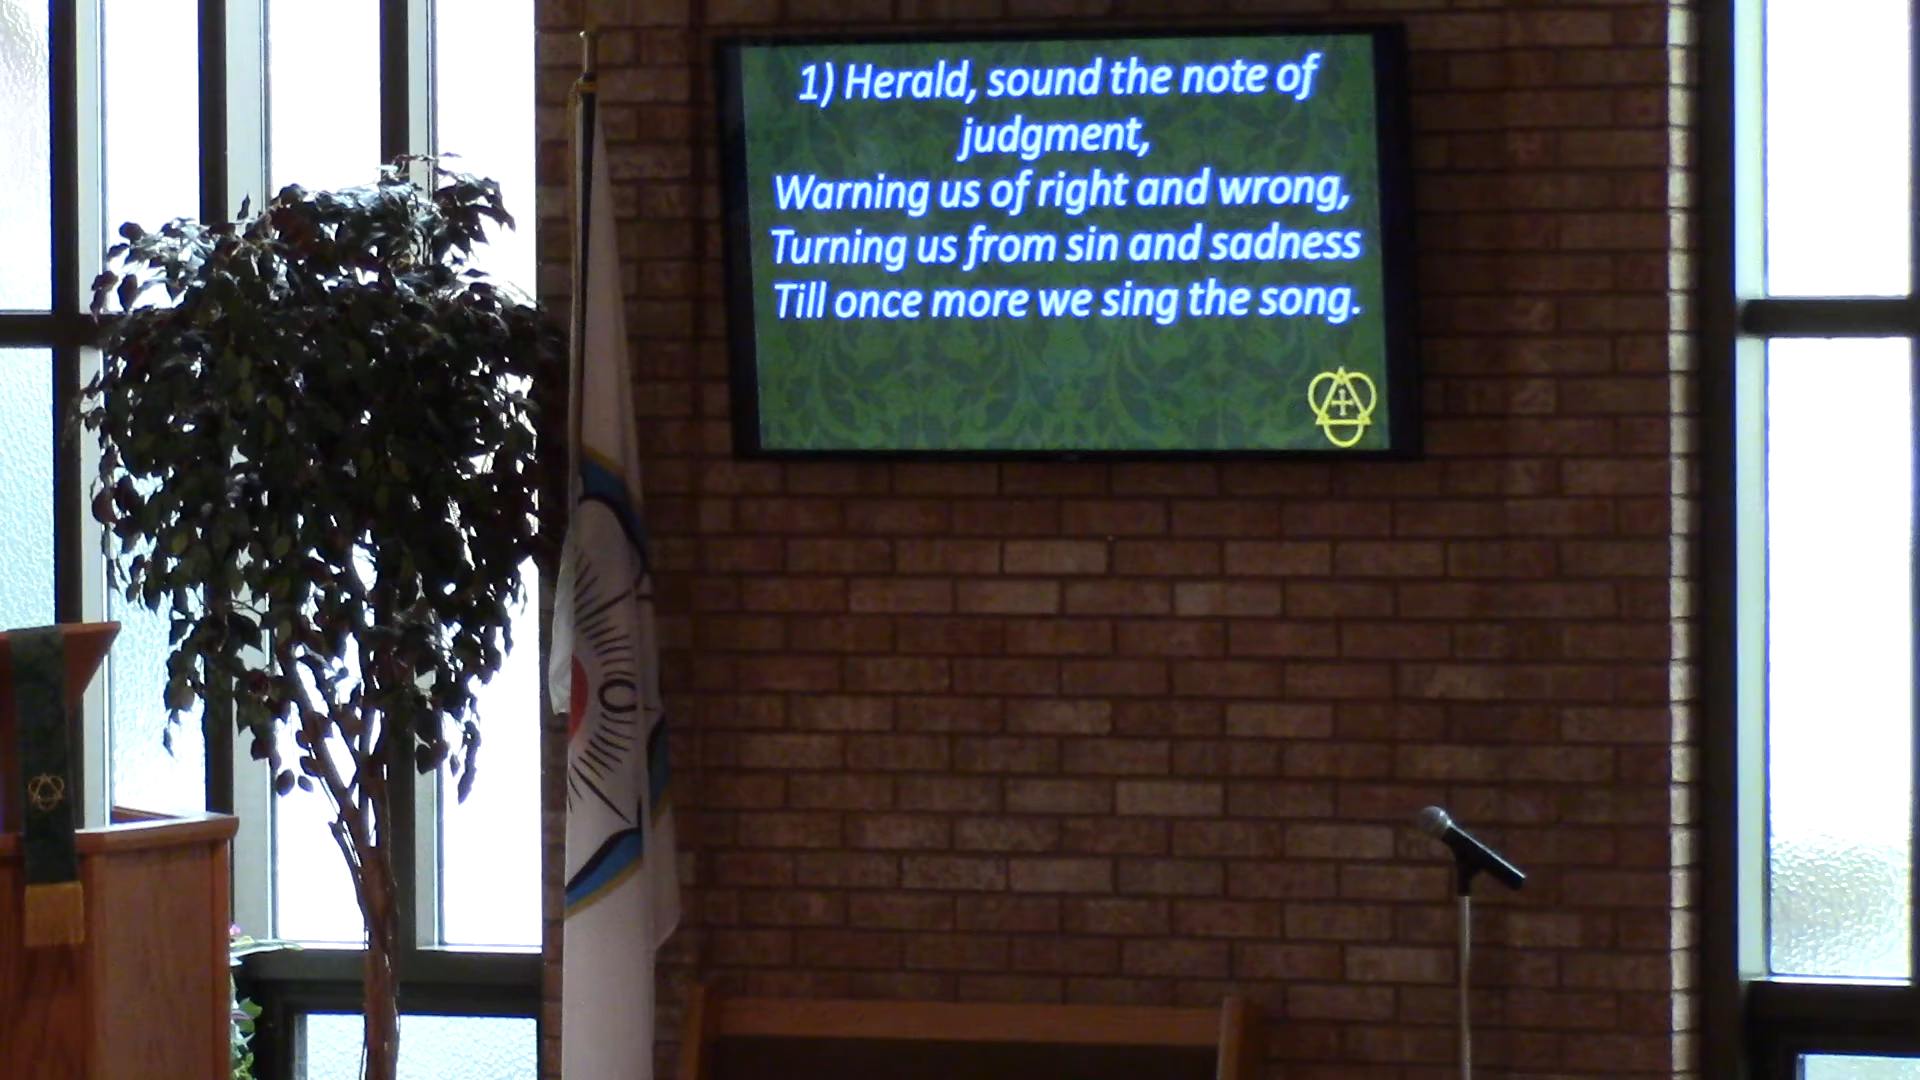 1) Herald, sound the note of
judgment,
Warning us of right and wrong,
Turning us from sin and sadness
Till once more we sing the song.